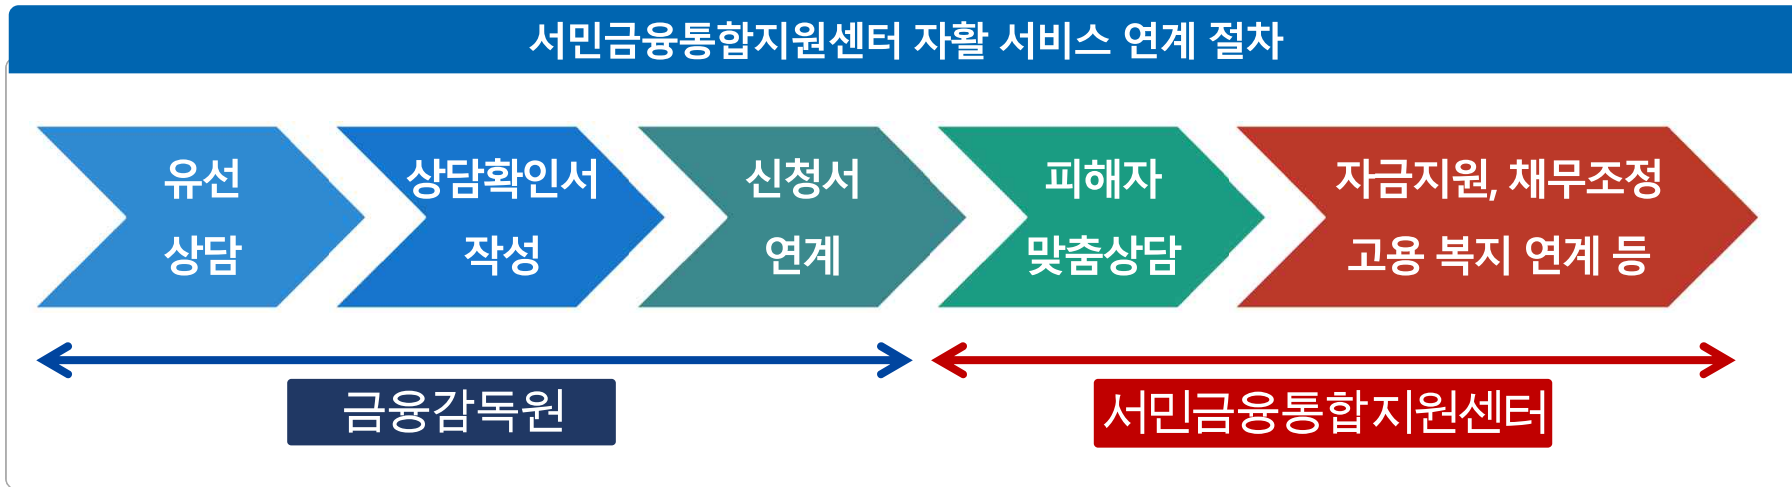 서민금융통합지원센터 자활 서비스 연계 절차
유선
상담
상담확인서
작성
신청서
연계
피해자
맞춤상담
자금지원, 채무조정
고용 복지 연계 등
금융감독원
서민금융통합지원센터